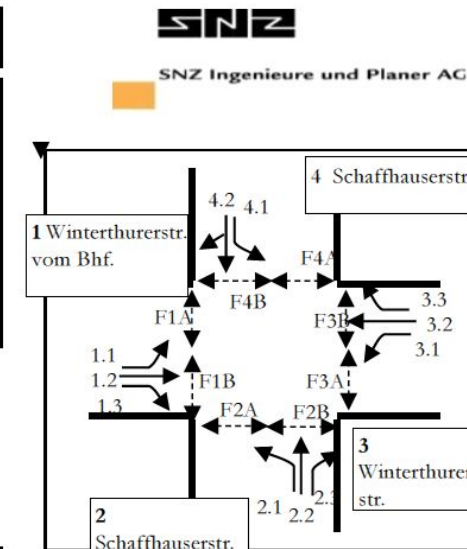 SNZ
SNZ Ingenieure und Planer AG
4 Schaffhauserstr.
4.2 4.1
1 Winterthurerstr.
vom Bhf.
F4A
F4B
3.3
F1A
F3B
3.2
3.1
1.1
1.2
F1B
F3A
1.3
F2A
F2B
3
Winterthurer
str.
2.1 2.2
2
Schaffhauserstr.